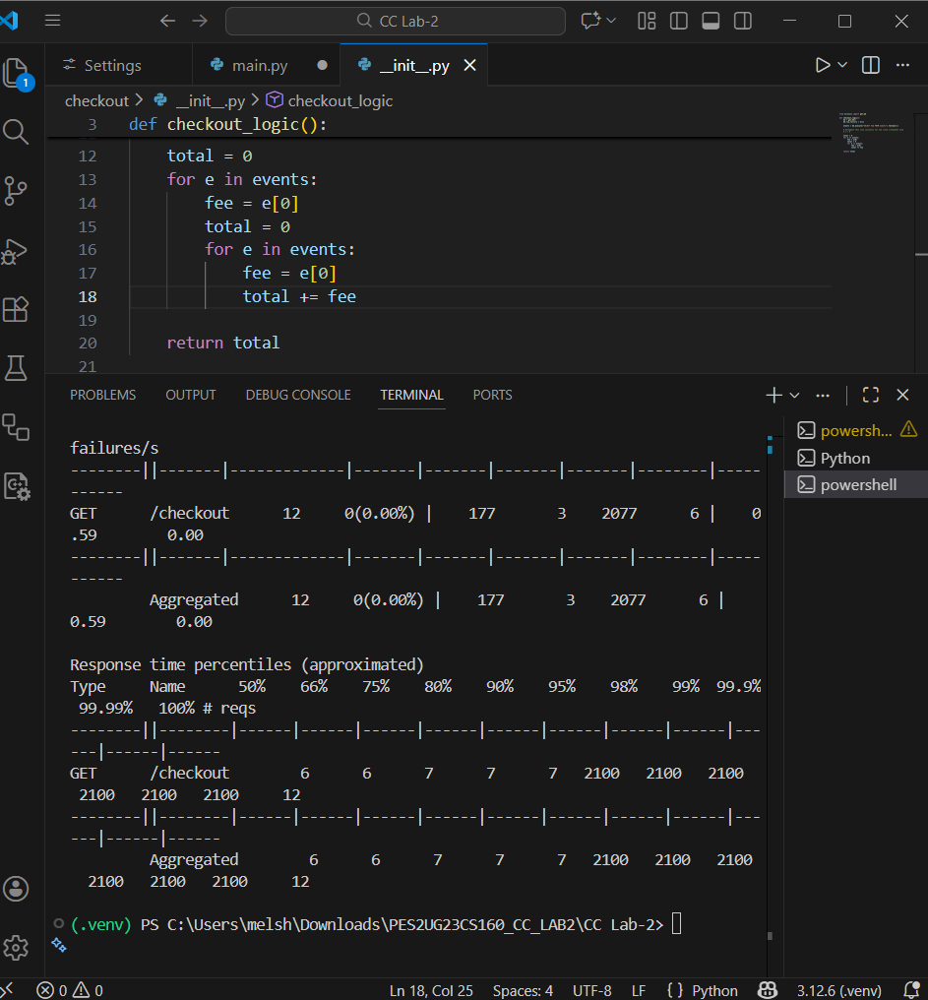 CC Lab-2
Settings
main.py
__init__.py
1
checkout > __init__.py > checkout_logic
3 def checkout_logic():
12 total = 0
13 for e in events:
14 fee = e[0]
15 total = 0
16 for e in events:
17 fee = e[0]
18 total += fee
19
20 return total
21
PROBLEMS OUTPUT DEBUG CONSOLE TERMINAL PORTS
powersh...
Python
powershell
failures/s
--------||-------|-------------|-------|-------|-------|-------|--------|-----
------
GET /checkout 12 0(0.00%) | 177 3 2077 6 | 0
.59 0.00
--------||-------|-------------|-------|-------|-------|-------|--------|-----
------
Aggregated 12 0(0.00%) | 177 3 2077 6 |
0.59 0.00
Response time percentiles (approximated)
Type Name 50% 66% 75% 80% 90% 95% 98% 99% 99.9%
99.99% 100% # reqs
--------||--------|------|------|------|------|------|------|------|------|---
---|------|------
GET /checkout 6 6 7 7 7 2100 2100 2100
2100 2100 2100 12
--------||--------|------|------|------|------|------|------|------|------|---
---|------|------
Aggregated 6 6 7 7 7 2100 2100 2100
2100 2100 2100 12
(.venv) PS C:\Users\melsh\Downloads\PES2UG23CS160_CC_LAB2\CC Lab-2>
0 0 Ln 18, Col 25 Spaces: 4 UTF-8 LF { } Python 3.12.6 (.venv)